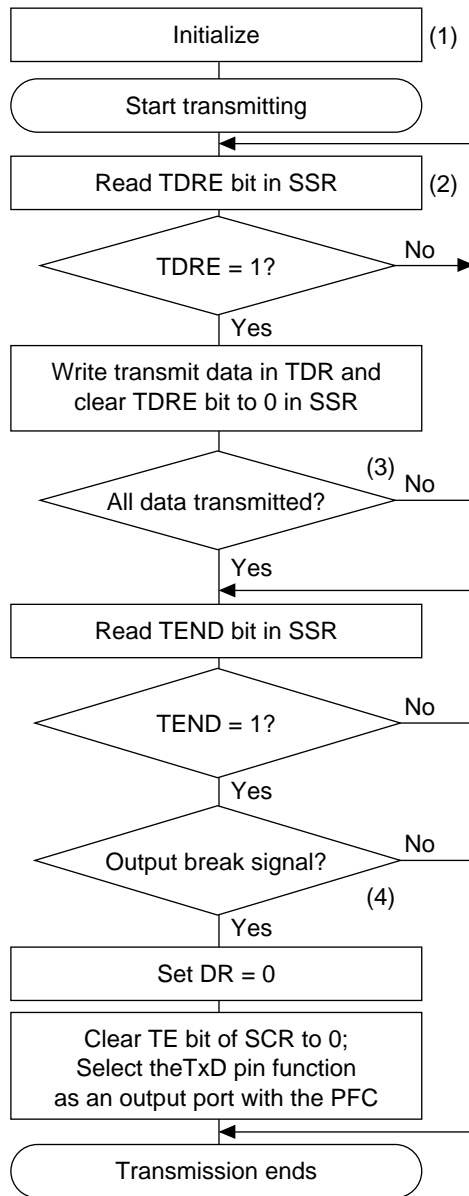 Initialize
(1)
Start transmitting
Read TDRE bit in SSR
(2)
TDRE = 1?
No
Yes
Write transmit data in TDR and
clear TDRE bit to 0 in SSR
(3)
All data transmitted?
No
Yes
Read TEND bit in SSR
TEND = 1?
No
Yes
Output break signal?
No
(4)
Yes
Set DR = 0
Clear TE bit of SCR to 0;
Select theTxD pin function
as an output port with the PFC
Transmission ends